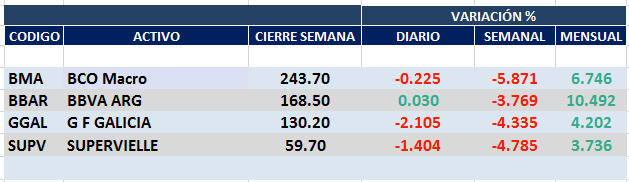 VARIACIÓN %
CODIGO ACTIVO CIERRE SEMANA DIARIO SEMANAL MENSUAL
BMA BCO Macro 243.70 -0.225 -5.871 6.746
BBAR BBVA ARG 168.50 0.030 -3.769 10.492
GGAL G F GALICIA 130.20 -2.105 -4.335 4.202
SUPV SUPERVIELLE 59.70 -1.404 -4.785 3.736